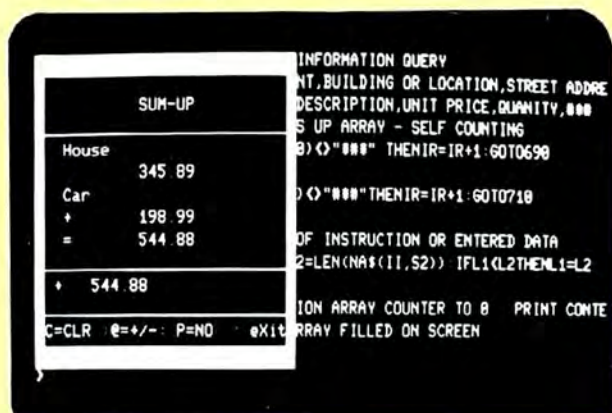 INFORMATION QUERY
NT,BUILDING OR LOCATION,STREET ADDRE
DESCRIPTION,UNIT PRICE,QUANTITY,###
S UP ARRAY - SELF COUNTING
)<>"###" THENIR=IR+1:GOTO690
)<>"###"THENIR=IR+1:GOTO710
OF INSTRUCTION OR ENTERED DATA
2=LEN(NA$(II,S2)):IFL1<L2THENL1=L2
ION ARRAY COUNTER TO 0 PRINT CONTE
RRAY FILLED ON SCREEN
SUM-UP
House
345.89
Car
+ 198.99
= 544.88
+ 544.88
C=CLR :@=+/-: P=NO : eXit
>